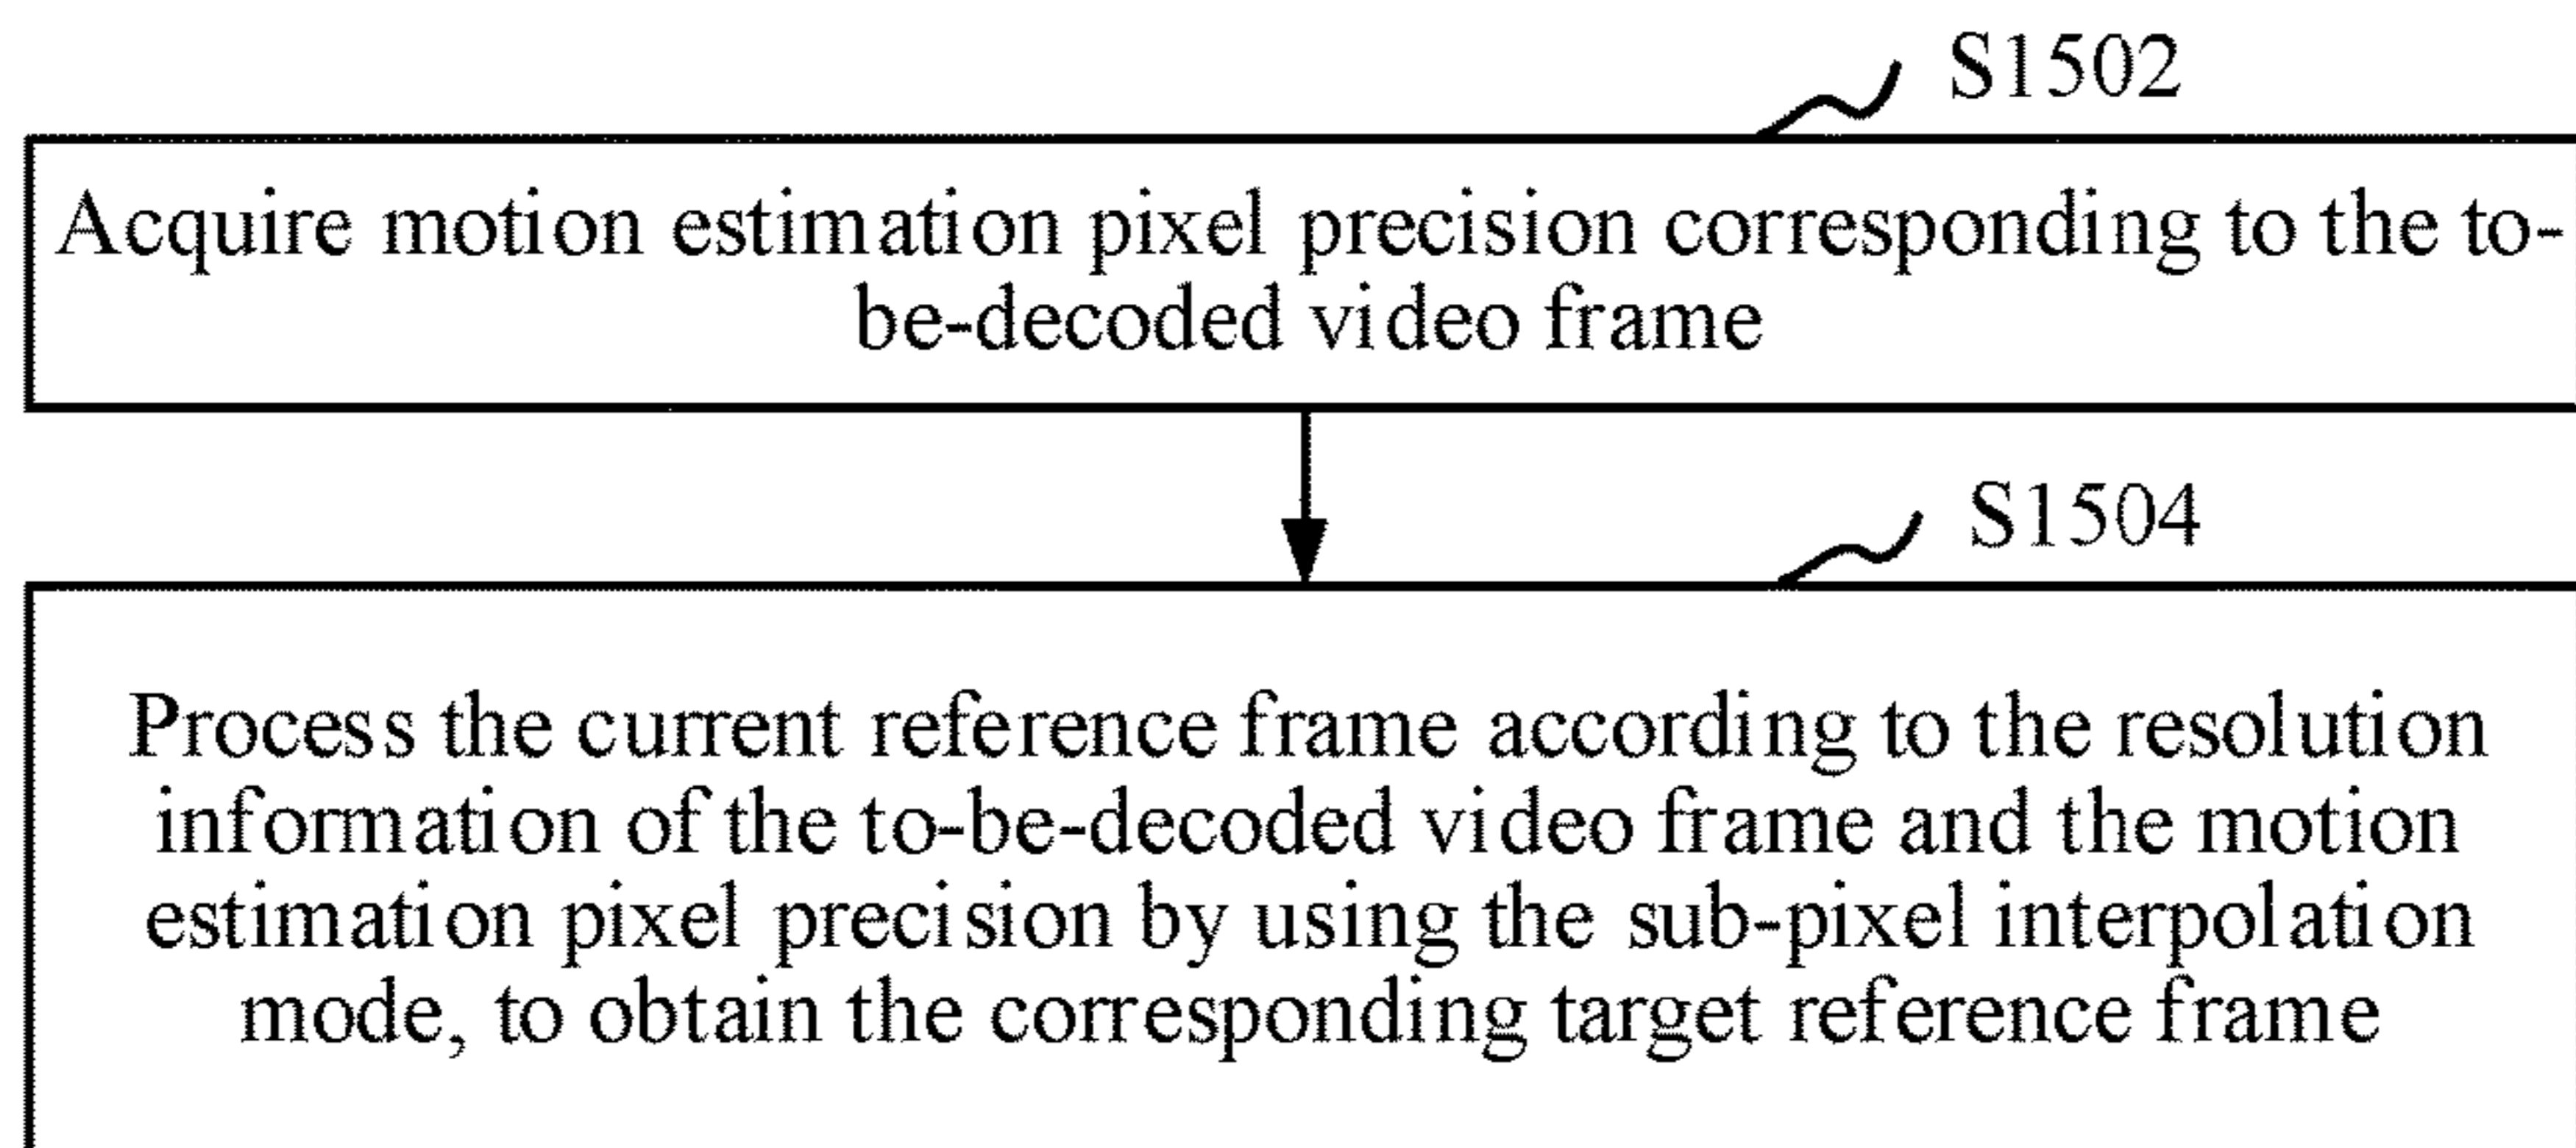 S1502
Acquire motion estimation pixel precision corresponding to the to-
be-decoded video frame
S1504
Process the current reference frame according to the resolution
information of the to-be-decoded video frame and the motion
estimation pixel precision by using the sub-pixel interpolation
mode, to obtain the corresponding target reference frame